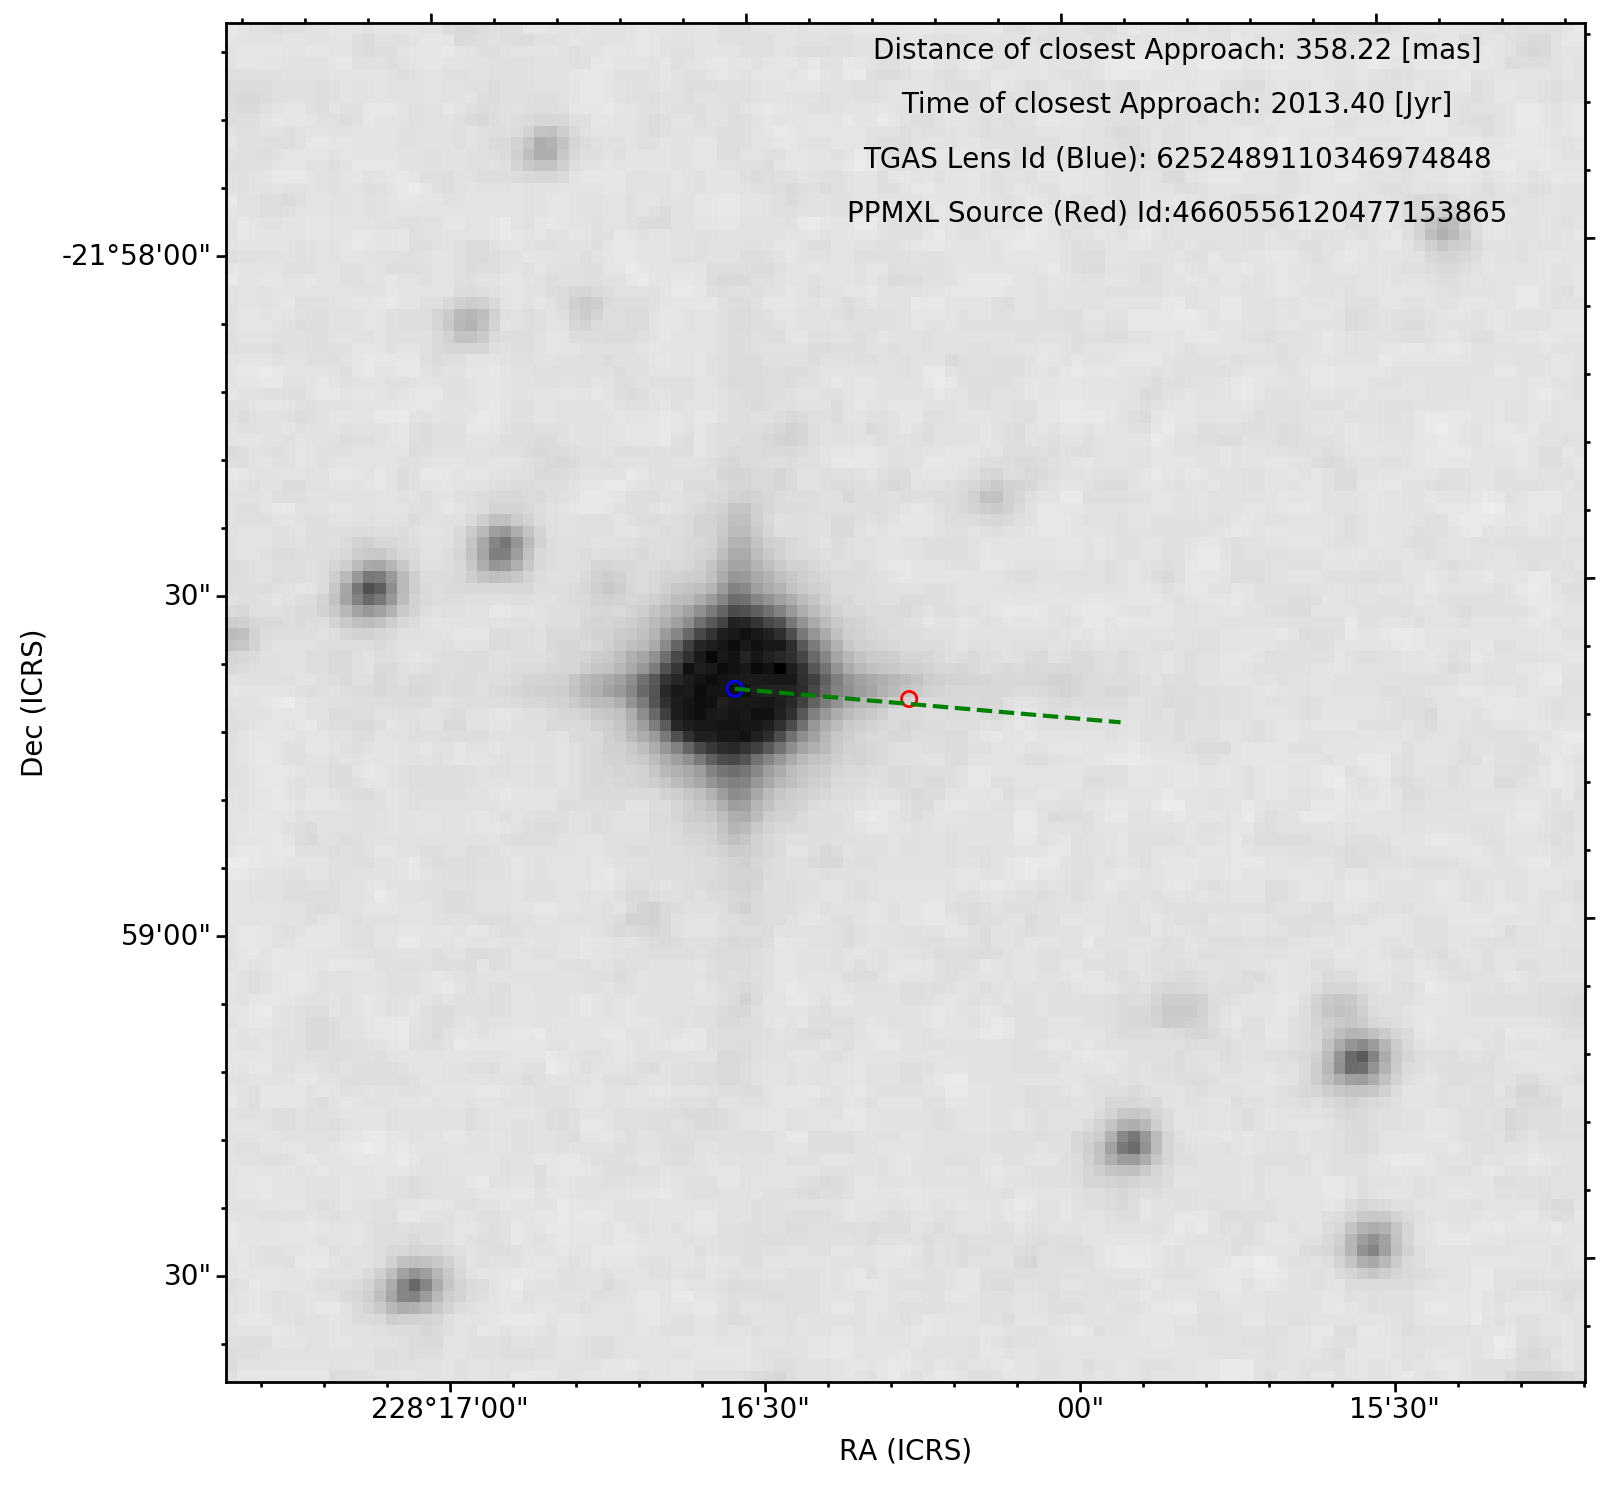 Distance of closest Approach: 358.22 [mas]
Time of closest Approach: 2013.40 [Jyr]
TGAS Lens Id (Blue): 6252489110346974848
PPMXL Source (Red) Id:4660556120477153865
-21°58'00"
30"
59'00"
30"
Dec (ICRS)
228°17'00" 16'30" 00" 15'30"
RA (ICRS)